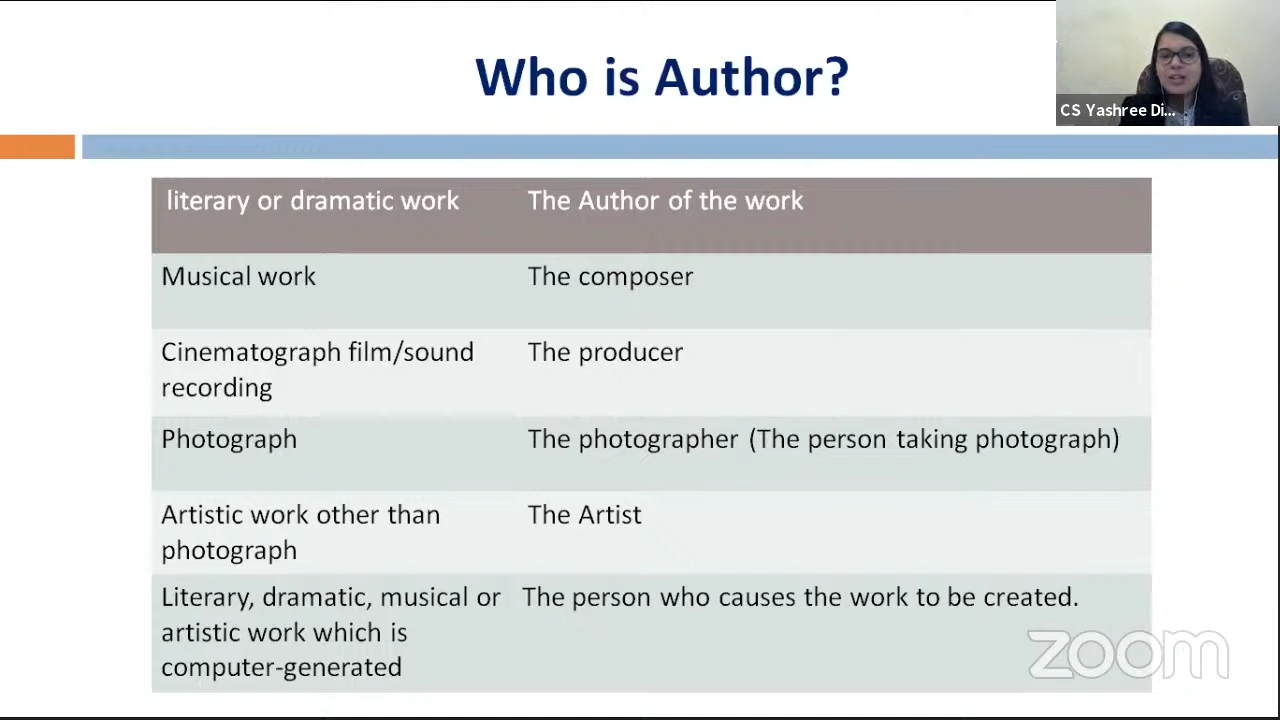 Who is Author?
CS Yashree Di...
literary or dramatic work The Author of the work
Musical work The composer
Cinematograph film/sound The producer
recording
Photograph The photographer (The person taking photograph)
Artistic work other than The Artist
photograph
Literary, dramatic, musical or The person who causes the work to be created.
artistic work which is
computer-generated
zoom